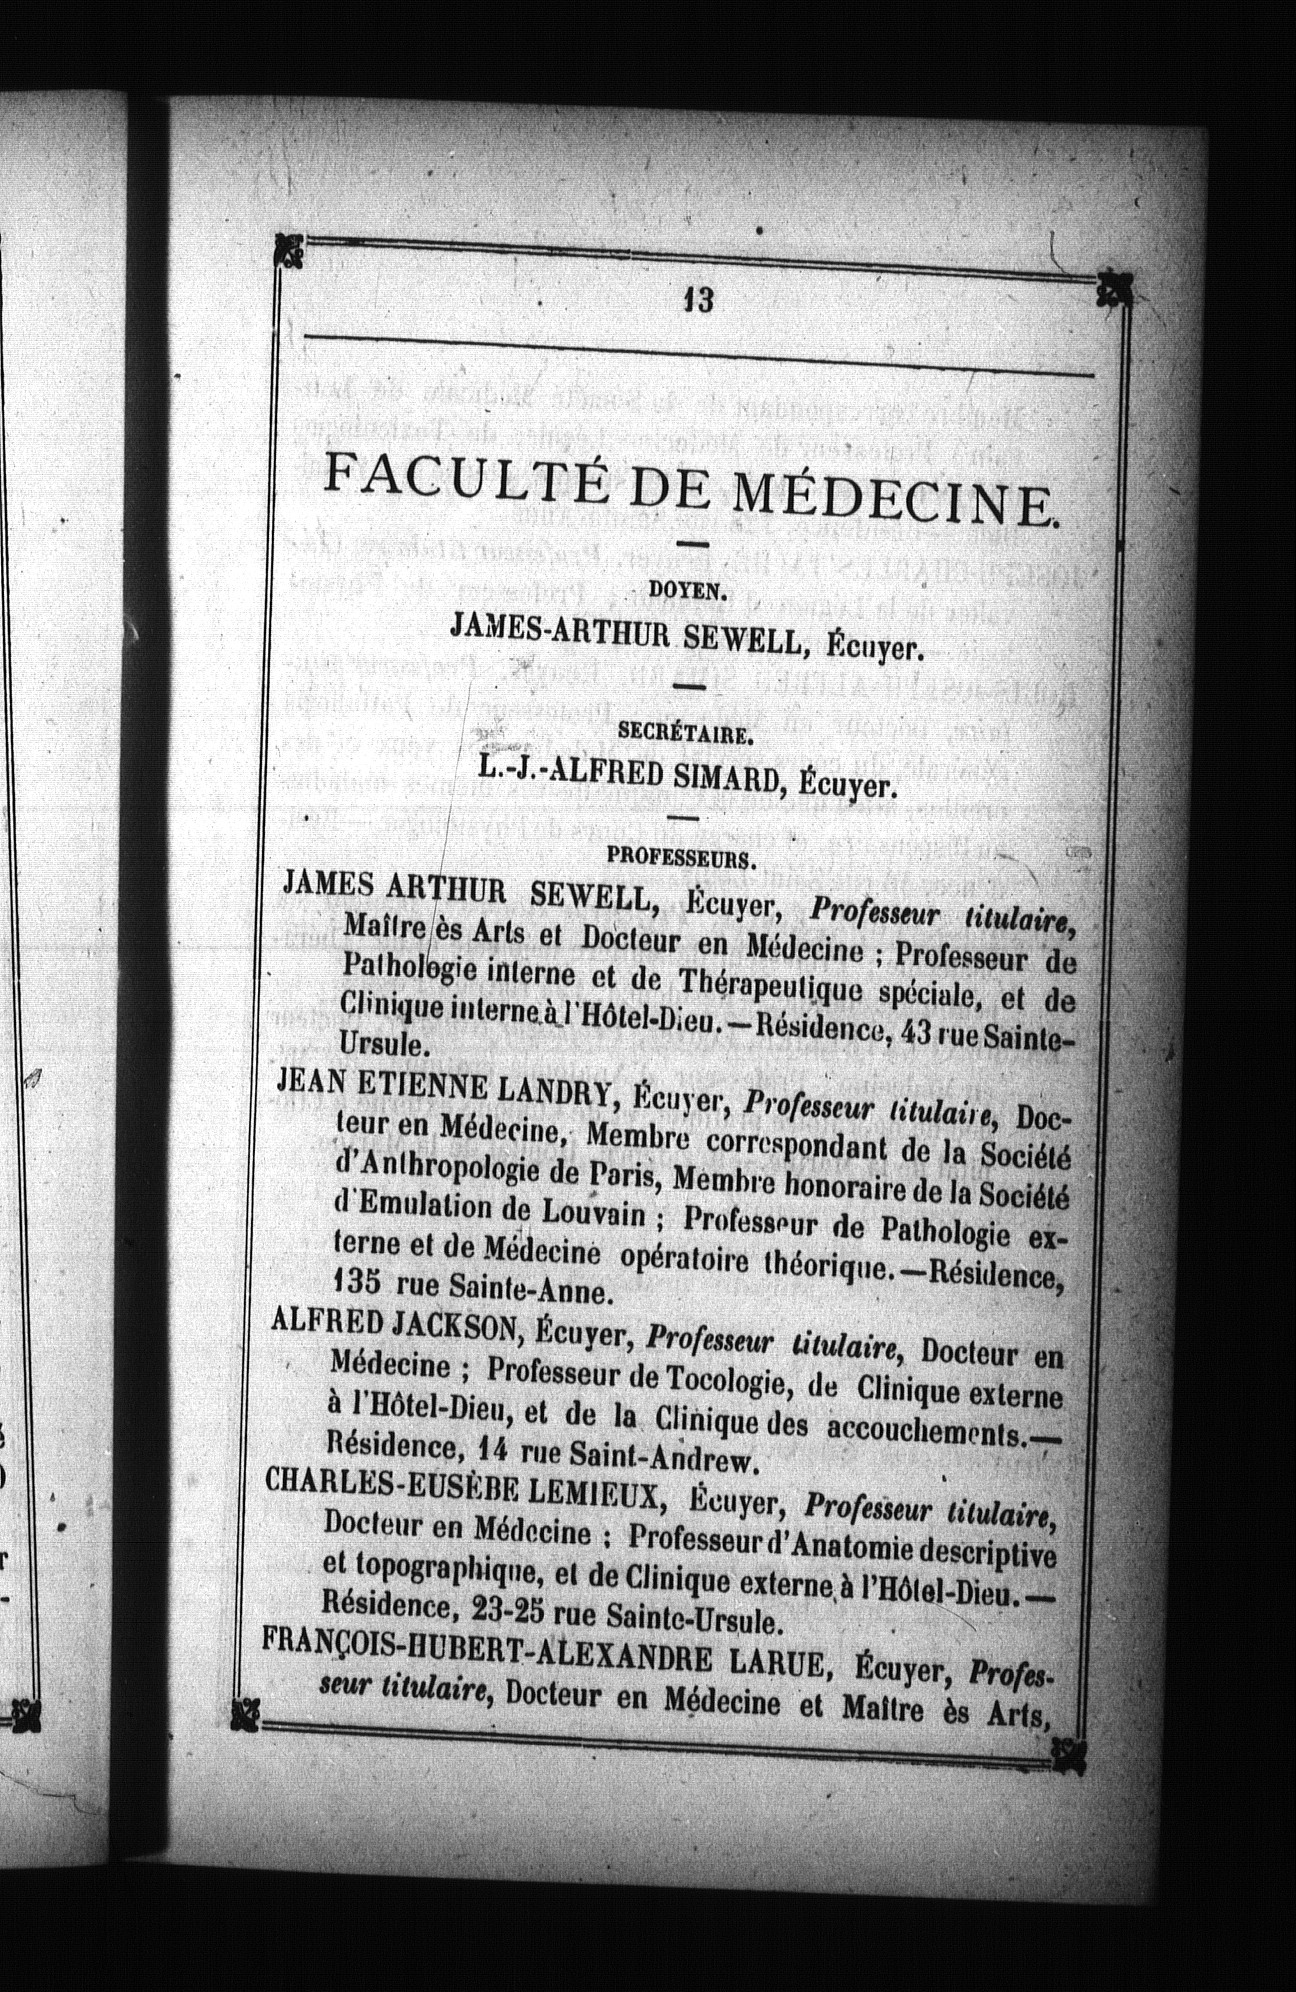 13
FACULTÉ DE MÉDECINE.
DOYEN.
JAMES-ARTHUR SEWELL, Écuyer.
SECRÉTAIRE.
L.-J.-ALFRED SIMARD, Écuyer.
PROFESSEURS.
JAMES ARTHUR SEWELL, Écuyer, Professeur titulaire,
Maître ès Arts et Docteur en Médecine ; Professeur de
Pathologie interne et de Thérapeutique spéciale, et de
Clinique interne à l'Hôtel-Dieu.—Résidence, 43 rue Sainte-
Ursule.
JEAN ETIENNE LANDRY, Écuyer, Professeur titulaire, Doc-
teur en Médecine, Membre correspondant de la Société
d'Anthropologie de Paris, Membre honoraire de la Société
d'Emulation de Louvain ; Professeur de Pathologie ex-
terne et de Médecine opératoire théorique.—Résidence,
135 rue Sainte-Anne.
ALFRED JACKSON, Écuyer, Professeur titulaire, Docteur en
Médecine ; Professeur de Tocologie, de Clinique externe
à l'Hôtel-Dieu, et de la Clinique des accouchements.—
Résidence, 14 rue Saint-Andrew.
CHARLES-EUSÈBE LEMIEUX, Écuyer, Professeur titulaire,
Docteur en Médecine ; Professeur d'Anatomie descriptive
et topographique, et de Clinique externe à l'Hôtel-Dieu.—
Résidence, 23-25 rue Sainte-Ursule.
FRANÇOIS-HUBERT-ALEXANDRE LARUE, Écuyer, Profes-
seur titulaire, Docteur en Médecine et Maître ès Arts,